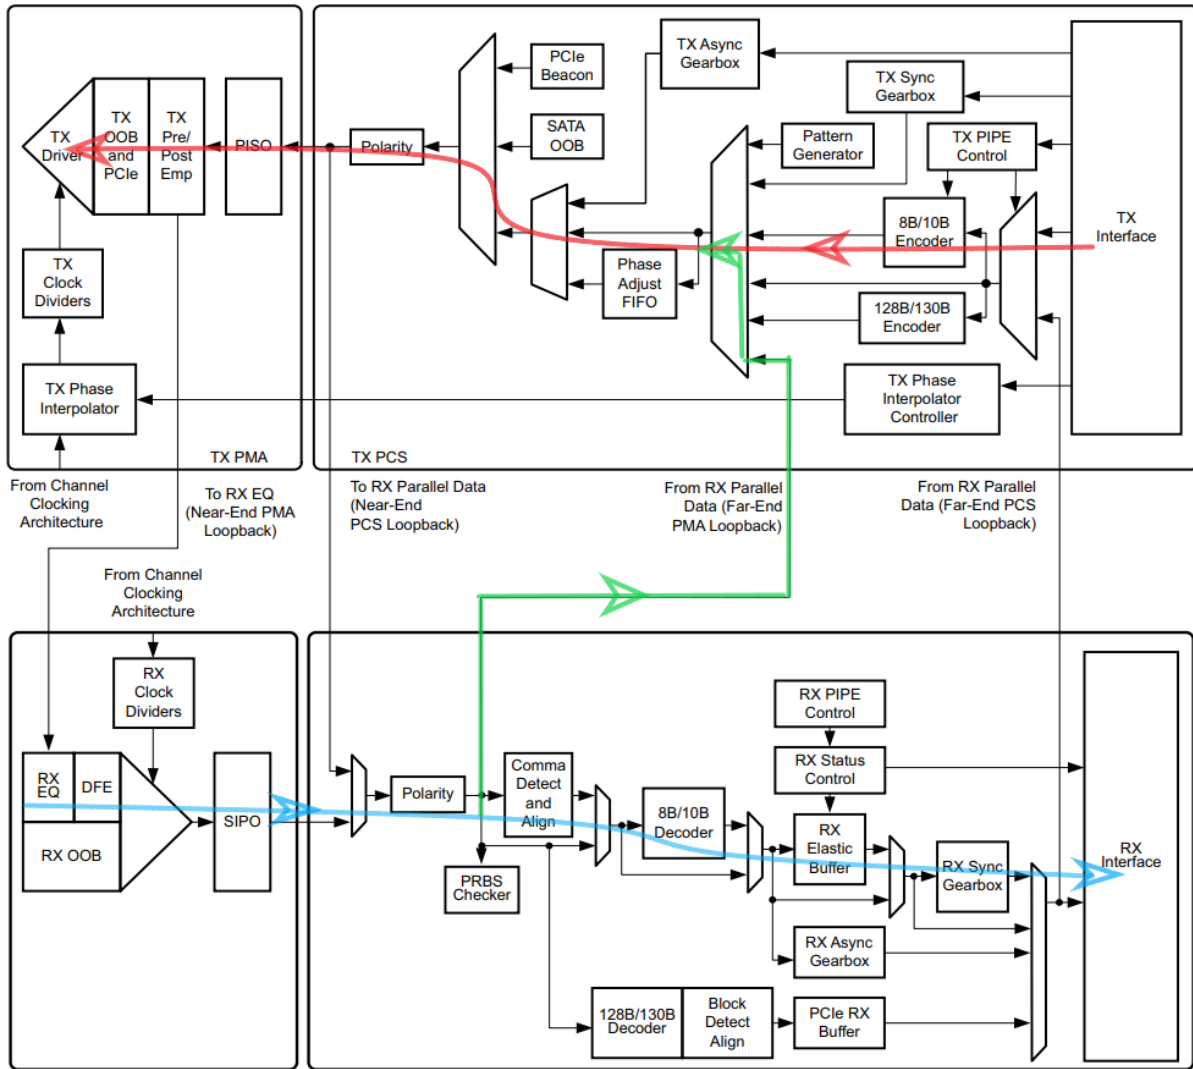 PCIe
Beacon
TX Async
Gearbox
TX Sync
Gearbox
TX
Driver
TX
OOB
and
PCIe
TX
Pre/
Post
Emp
PISO
Polarity
SATA
OOB
Pattern
Generator
TX PIPE
Control
8B/10B
Encoder
TX
Interface
TX
Clock
Dividers
Phase
Adjust
FIFO
128B/130B
Encoder
TX Phase
Interpolator
TX Phase
Interpolator
Controller
TX PMA
TX PCS
From Channel
Clocking
Architecture
To RX EQ
(Near-End PMA
Loopback)
To RX Parallel Data
(Near-End
PCS Loopback)
From RX Parallel
Data (Far-End
PMA Loopback)
From RX Parallel
Data (Far-End PCS
Loopback)
From Channel
Clocking
Architecture
RX
Clock
Dividers
RX PIPE
Control
RX Status
Control
RX
EQ
DFE
RX OOB
SIPO
Polarity
Comma
Detect
and
Align
8B/10B
Decoder
RX
Elastic
Buffer
RX Sync
Gearbox
RX
Interface
PRBS
Checker
RX Async
Gearbox
128B/130B
Decoder
Block
Detect
Align
PCIe RX
Buffer